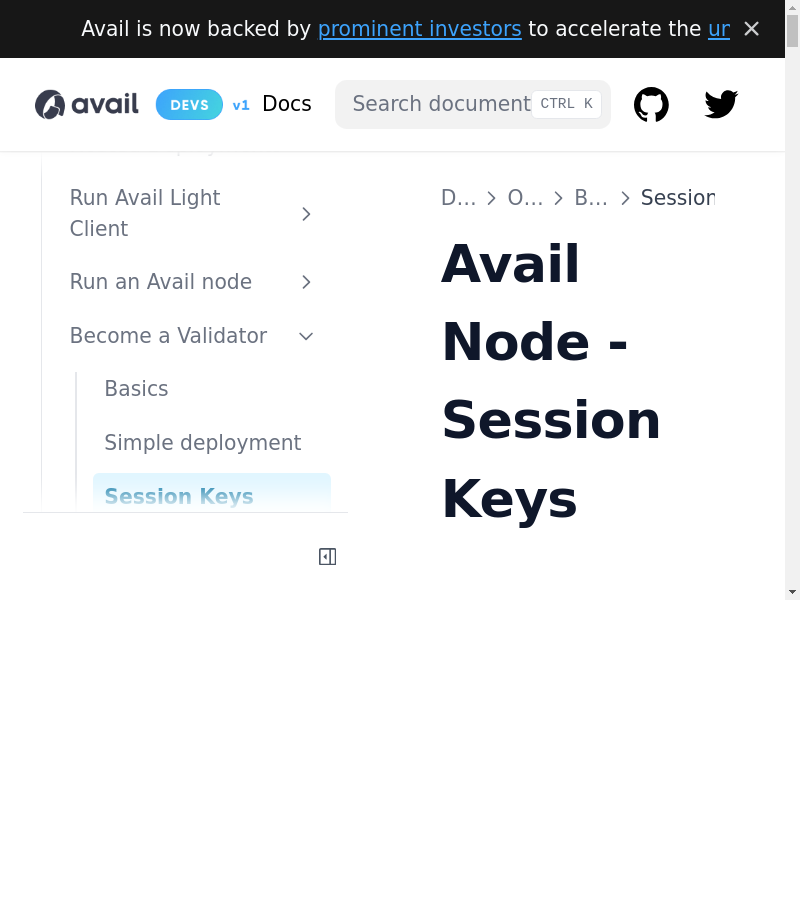 Avail is now backed by prominent investors to accelerate the ur
avail DEVS v1 Docs
Search document CTRL K
Run Avail Light
Client
Run an Avail node
Become a Validator
Basics
Simple deployment
Session Keys
D… O… B… Session
Avail
Node -
Session
Keys